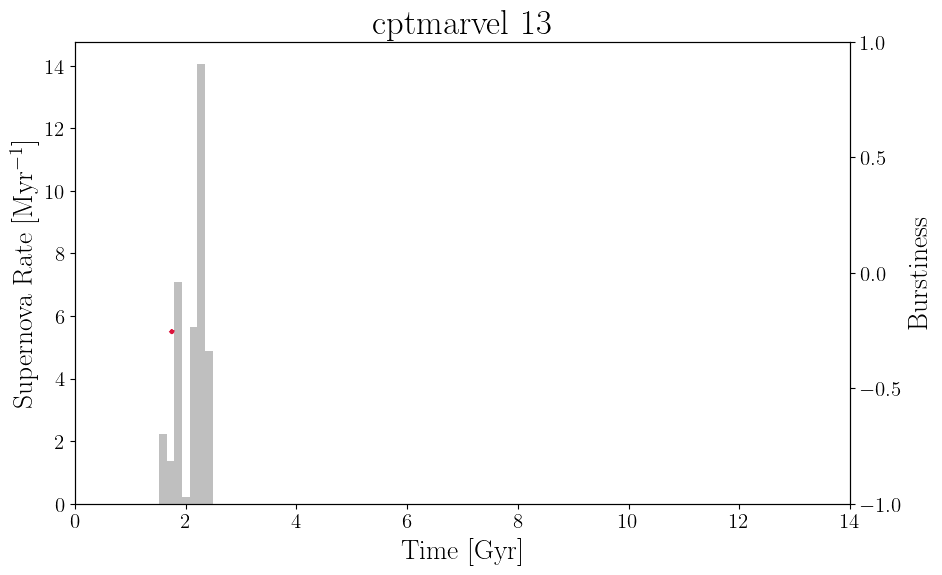 cptmarvel 13
Supernova Rate [Myr⁻¹]
14
12
10
8
6
4
2
0
1.0
0.5
0.0
−0.5
−1.0
Burstiness
0 2 4 6 8 10 12 14
Time [Gyr]